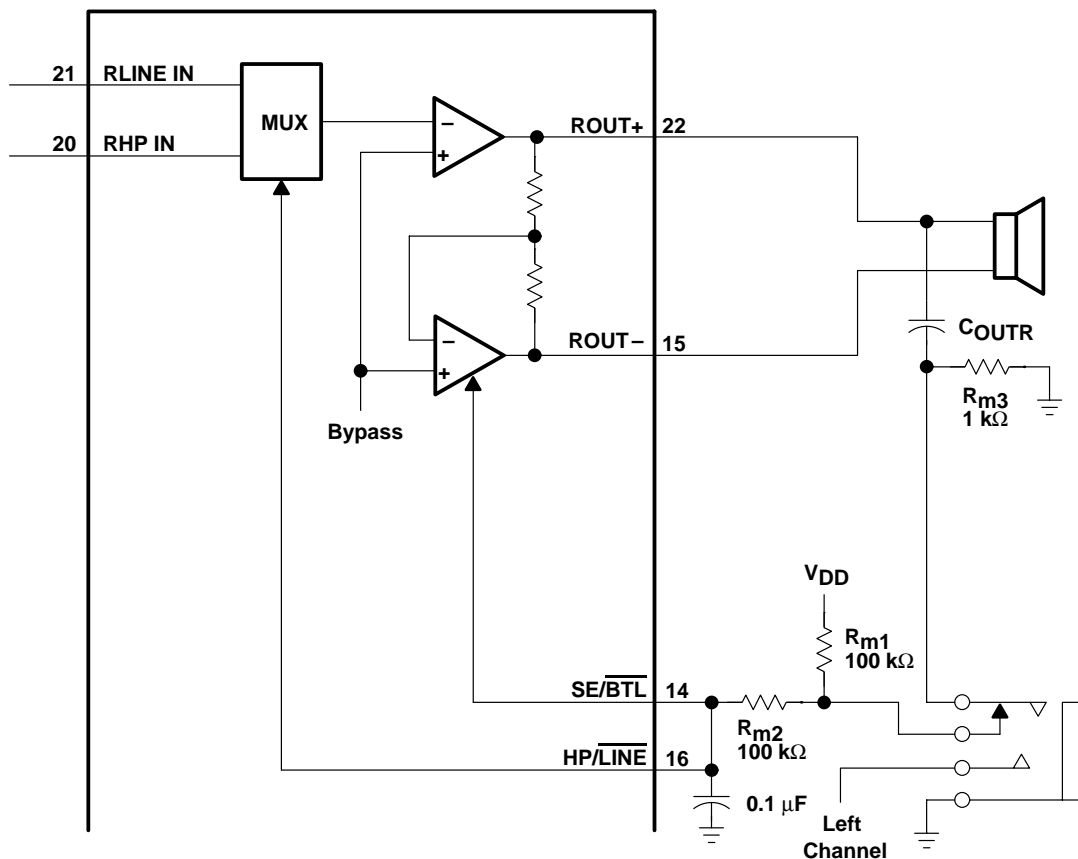 21 RLINE IN
20 RHP IN
MUX
−
+
ROUT+ 22
−
+
ROUT− 15
Bypass
COUTR
Rm3
1 kΩ
VDD
Rm1
100 kΩ
SE/BTL 14
Rm2
100 kΩ
HP/LINE 16
0.1 μF
Left
Channel